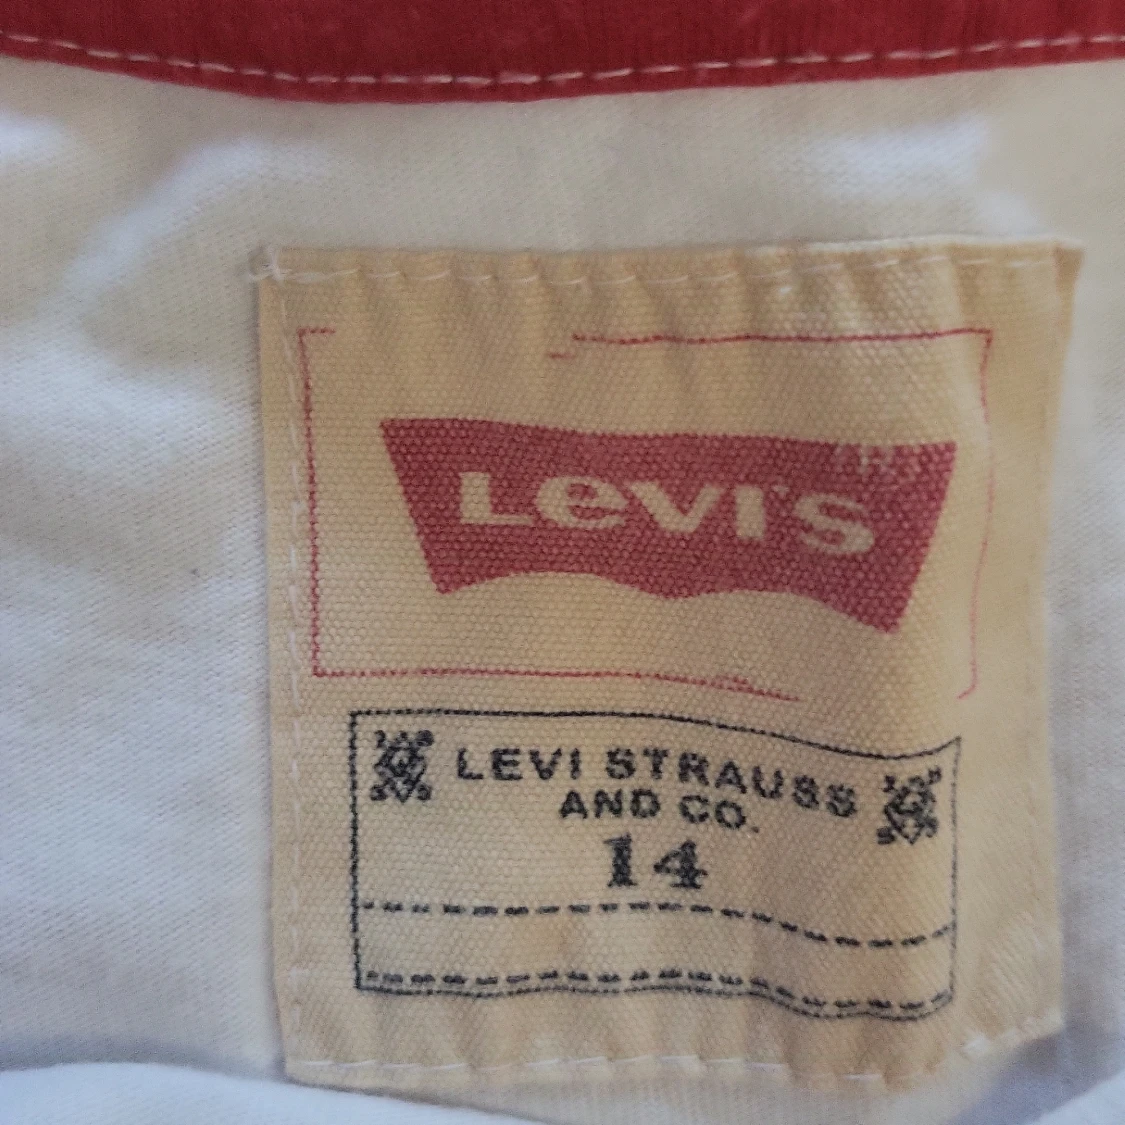 Levi's
LEVI STRAUSS
AND CO.
14